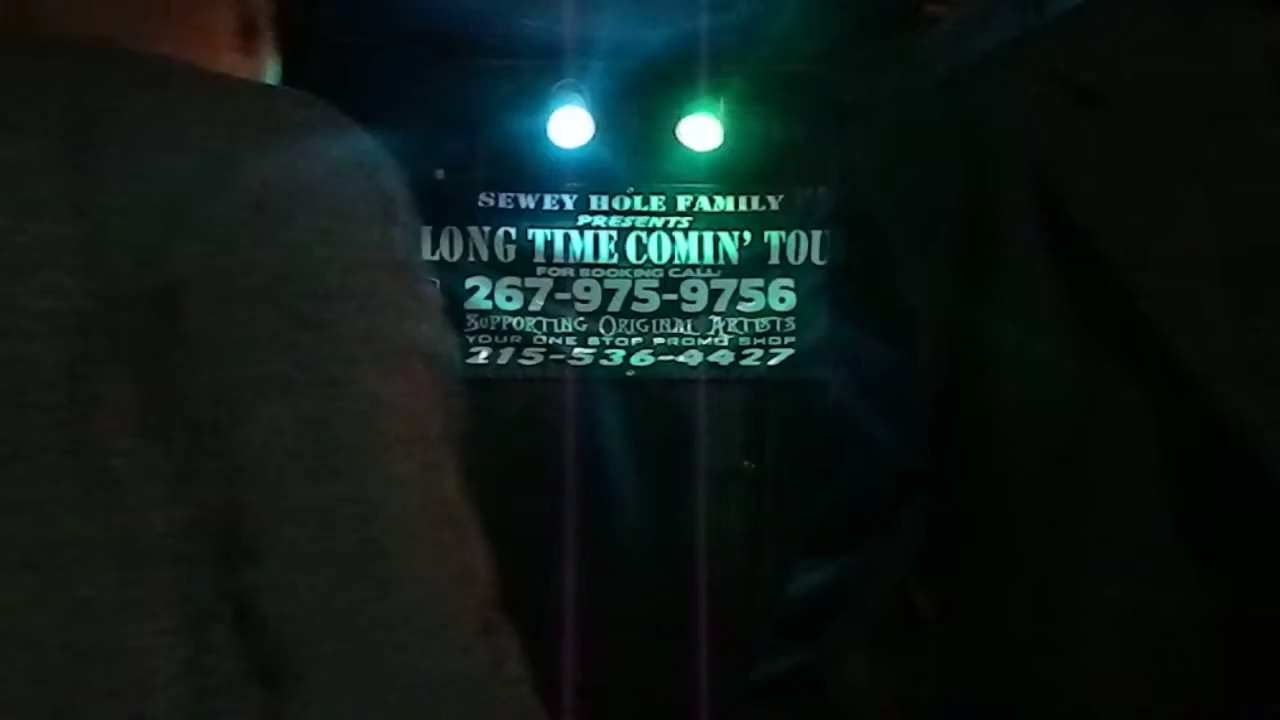 SEWEY HOLE FAMILY
PRESENTS
LONG TIME COMIN' TOU
FOR BOOKING CALL:
267-975-9756
SUPPORTING ORIGINAL ARTISTS
YOUR ONE STOP PROMO SHOP
215-536-4427